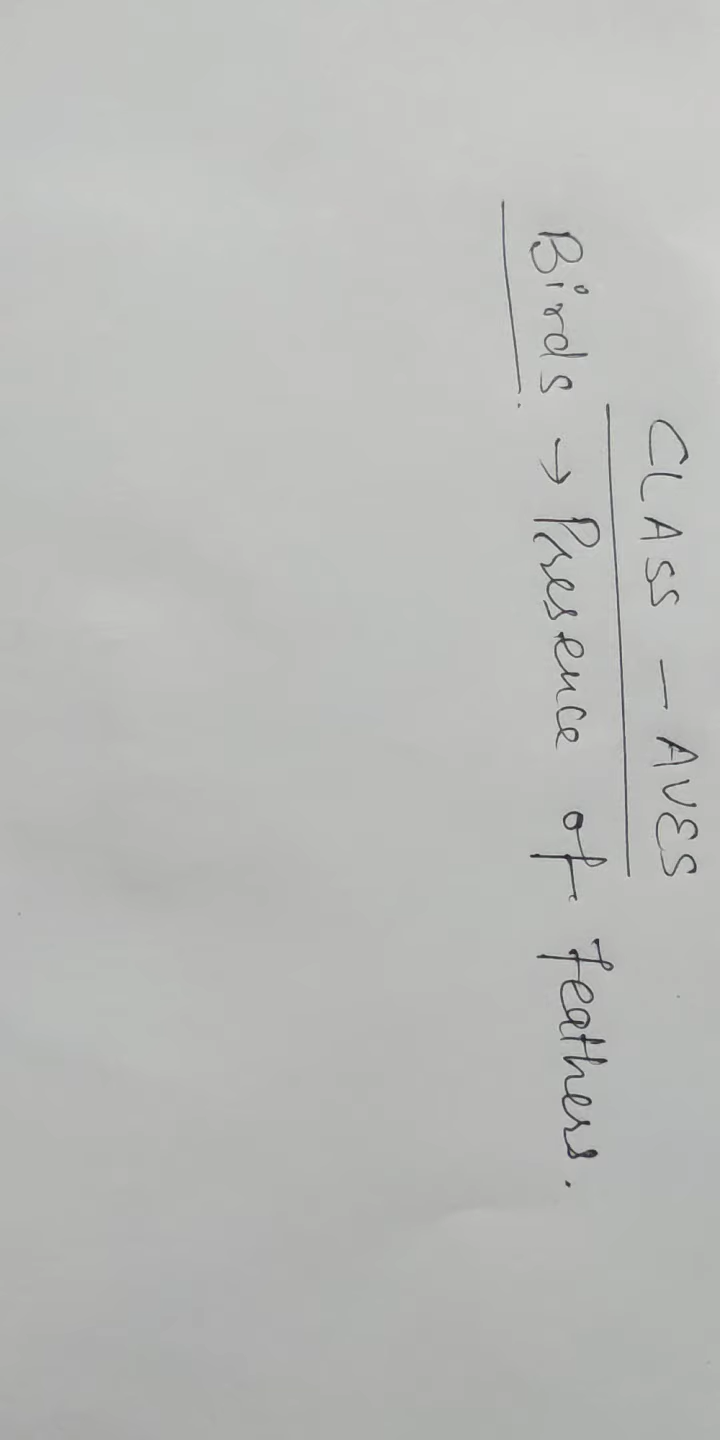 CLASS - AVES
Birds → Presence of feathers.